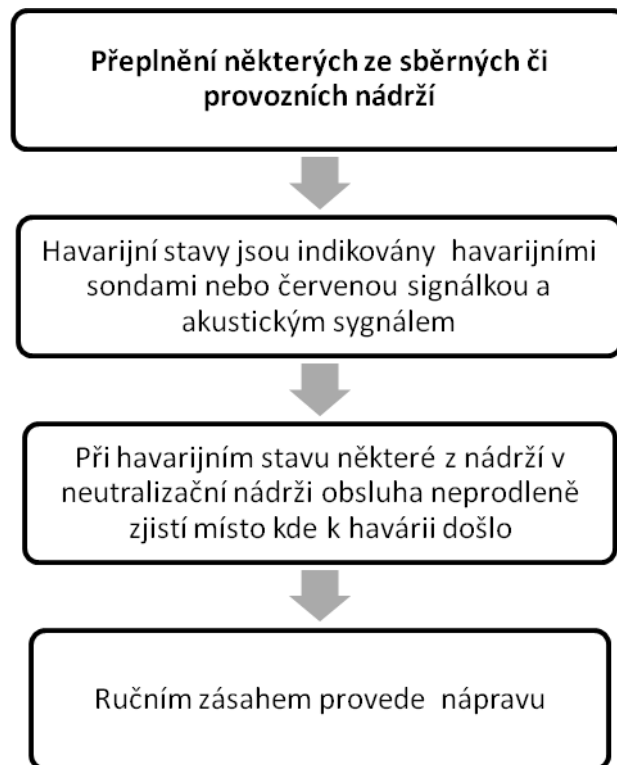 Přeplnění některých ze sběrných či
provozních nádrží
Havarijní stavy jsou indikovány havarijními
sondami nebo červenou signálkou a
akustickým sygnálem
Při havarijním stavu některé z nádrží v
neutralizační nádrži obsluha neprodleně
zjistí místo kde k havárii došlo
Ručním zásahem provede nápravu